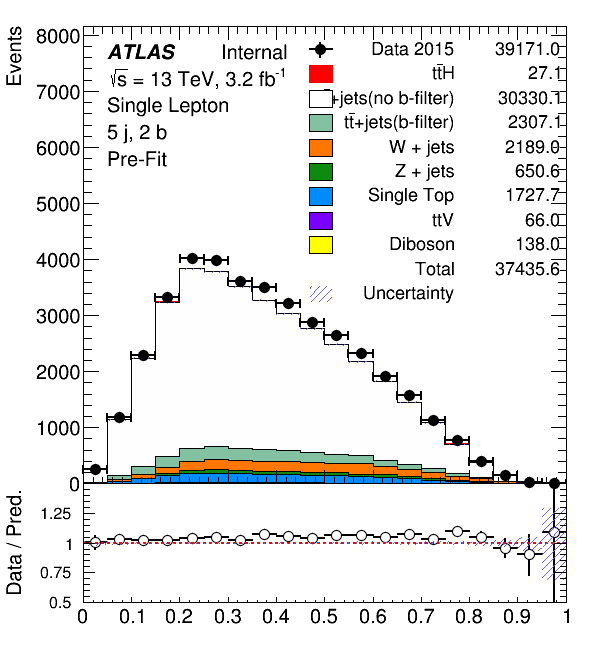 Events
8000
7000
6000
5000
4000
3000
2000
1000
0
ATLAS Internal
√s = 13 TeV, 3.2 fb-1
Single Lepton
5 j, 2 b
Pre-Fit
Data 2015 39171.0
tt̄H 27.1
+jets(no b-filter) 30330.1
tt̄+jets(b-filter) 2307.1
W + jets 2189.0
Z + jets 650.6
Single Top 1727.7
ttV 66.0
Diboson 138.0
Total 37435.6
Uncertainty
Data / Pred.
1.25
1
0.75
0.5
0 0.1 0.2 0.3 0.4 0.5 0.6 0.7 0.8 0.9 1